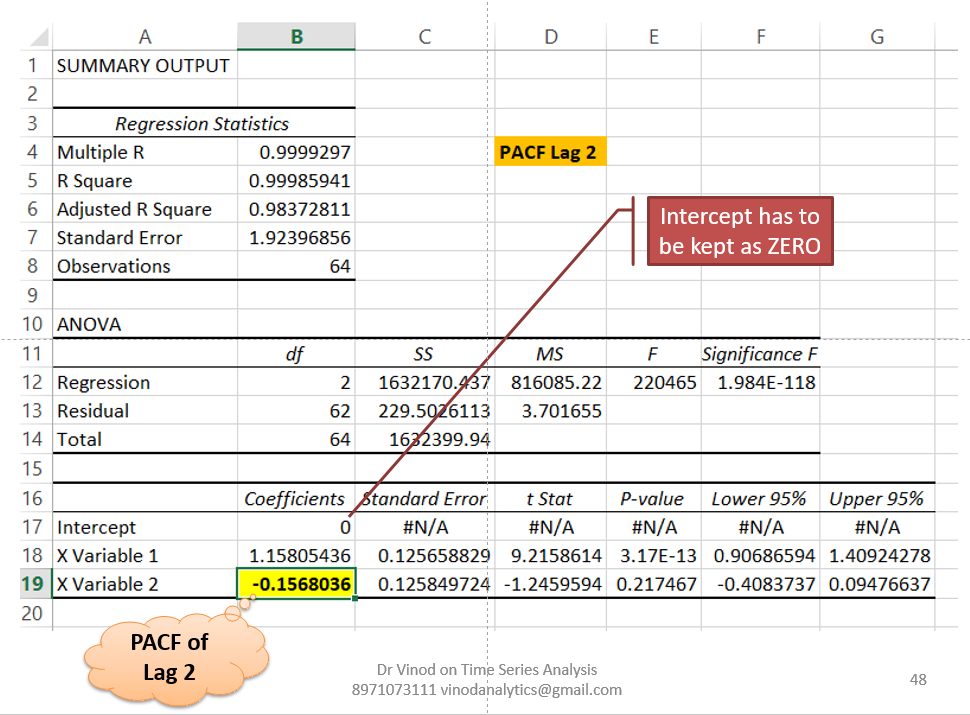 A B C D E F G
1 SUMMARY OUTPUT
2
3 Regression Statistics
4 Multiple R 0.9999297
PACF Lag 2
5 R Square 0.99985941
6 Adjusted R Square 0.98372811
7 Standard Error 1.92396856
8 Observations 64
Intercept has to
be kept as ZERO
9
10 ANOVA
11 df SS MS F Significance F
12 Regression 2 1632170.437 816085.22 220465 1.984E-118
13 Residual 62 229.5026113 3.701655
14 Total 64 1632399.94
15
16 Coefficients Standard Error t Stat P-value Lower 95% Upper 95%
17 Intercept 0 #N/A #N/A #N/A #N/A #N/A
18 X Variable 1 1.15805436 0.125658829 9.2158614 3.17E-13 0.90686594 1.40924278
19 X Variable 2 -0.1568036 0.125849724 -1.2459594 0.217467 -0.4083737 0.09476637
20
PACF of
Lag 2
Dr Vinod on Time Series Analysis
8971073111 vinodanalytics@gmail.com
48